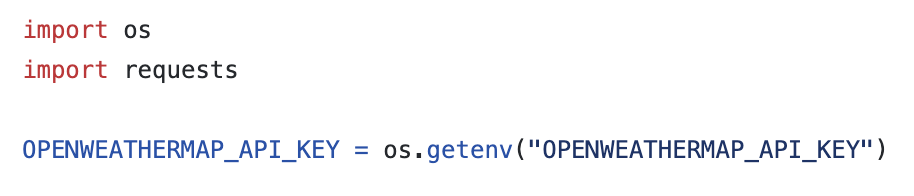 import os
import requests
OPENWEATHERMAP_API_KEY = os.getenv("OPENWEATHERMAP_API_KEY")